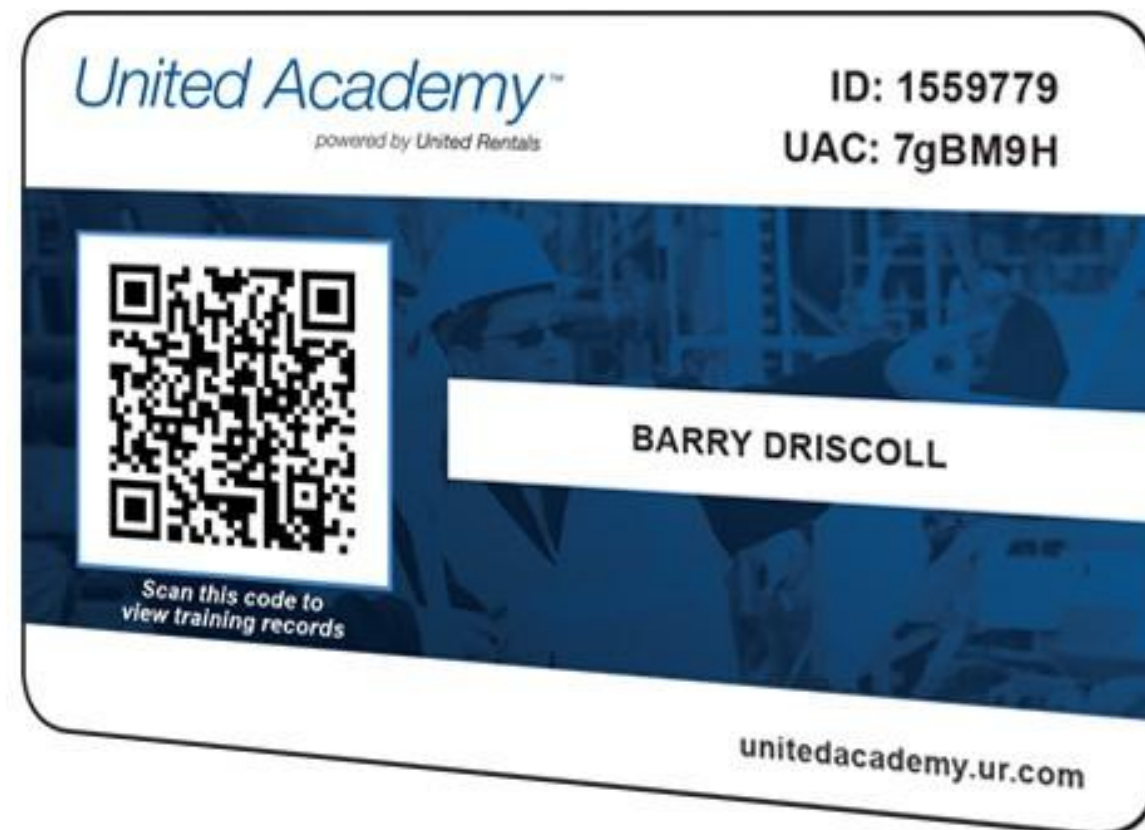 United Academy™
powered by United Rentals
ID: 1559779
UAC: 7gBM9H
BARRY DRISCOLL
Scan this code to
view training records
unitedacademy.ur.com